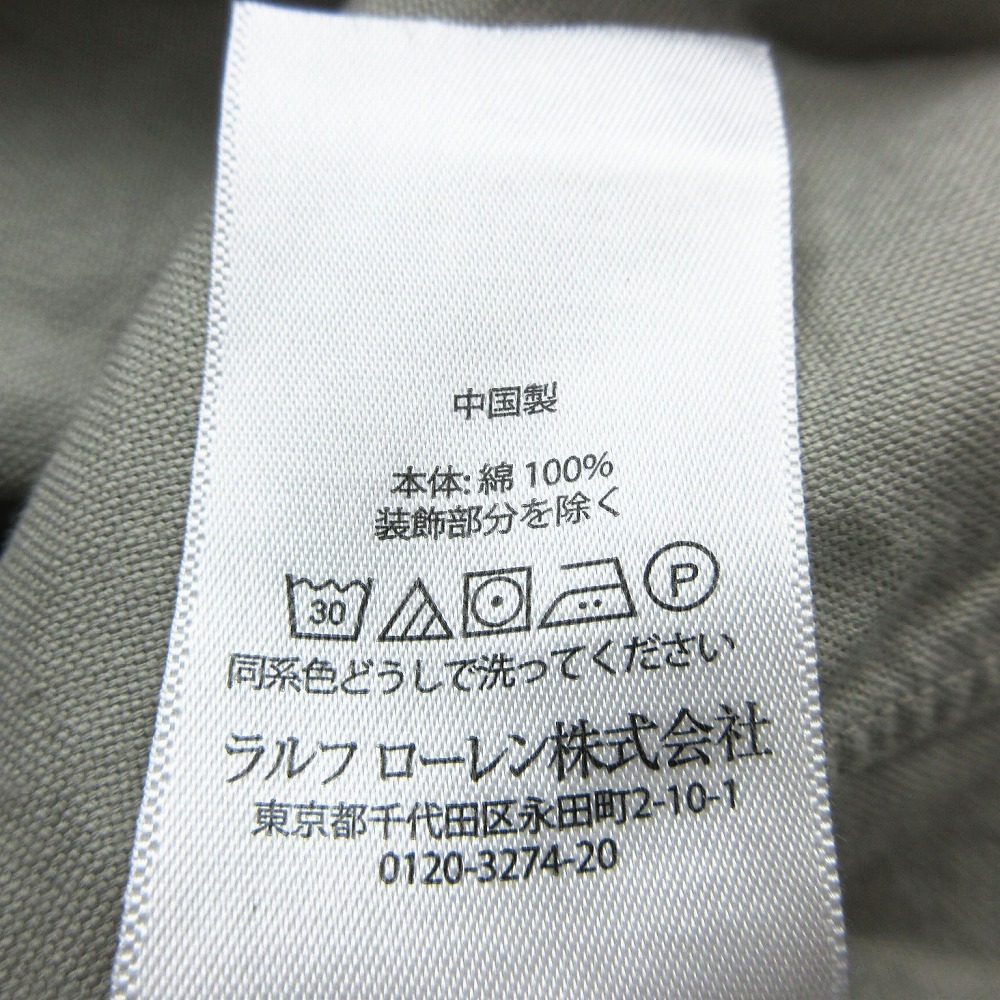 中国製
本体: 綿 100%
装飾部分を除く
30 P
同系色どうしで洗ってください
ラルフ ローレン株式会社
東京都千代田区永田町2-10-1
0120-3274-20